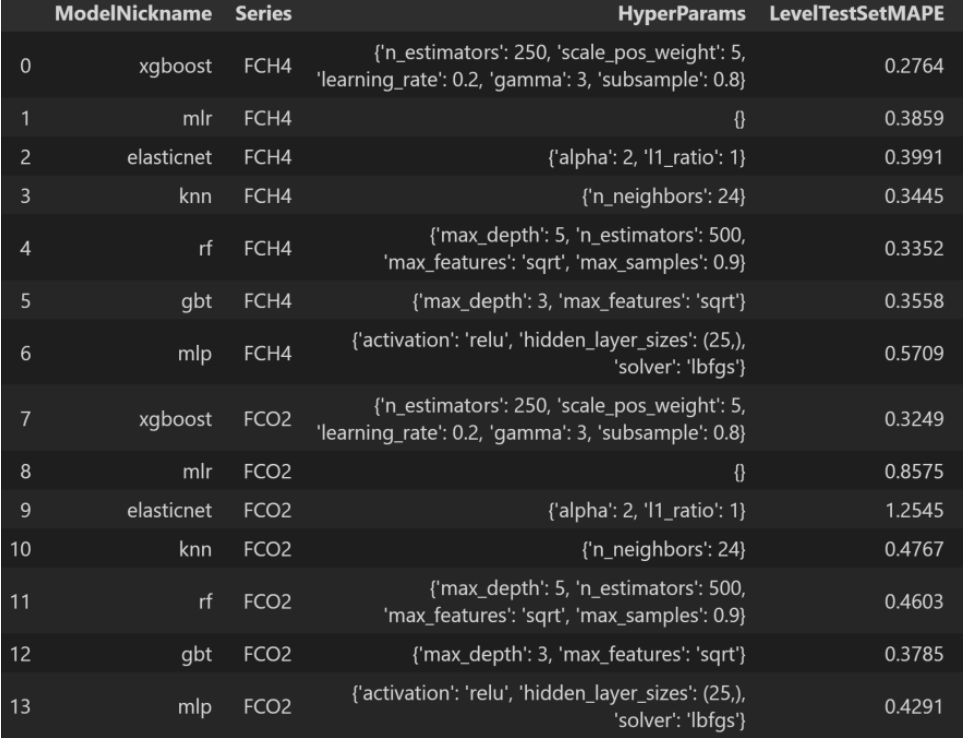 ModelNickname Series HyperParams LevelTestSetMAPE
0 xgboost FCH4 {'n_estimators': 250, 'scale_pos_weight': 5, 0.2764
'learning_rate': 0.2, 'gamma': 3, 'subsample': 0.8}
1 mlr FCH4 {} 0.3859
2 elasticnet FCH4 {'alpha': 2, 'l1_ratio': 1} 0.3991
3 knn FCH4 {'n_neighbors': 24} 0.3445
4 rf FCH4 {'max_depth': 5, 'n_estimators': 500, 0.3352
'max_features': 'sqrt', 'max_samples': 0.9}
5 gbt FCH4 {'max_depth': 3, 'max_features': 'sqrt'} 0.3558
6 mlp FCH4 {'activation': 'relu', 'hidden_layer_sizes': (25,), 0.5709
'solver': 'lbfgs'}
7 xgboost FCO2 {'n_estimators': 250, 'scale_pos_weight': 5, 0.3249
'learning_rate': 0.2, 'gamma': 3, 'subsample': 0.8}
8 mlr FCO2 {} 0.8575
9 elasticnet FCO2 {'alpha': 2, 'l1_ratio': 1} 1.2545
10 knn FCO2 {'n_neighbors': 24} 0.4767
11 rf FCO2 {'max_depth': 5, 'n_estimators': 500, 0.4603
'max_features': 'sqrt', 'max_samples': 0.9}
12 gbt FCO2 {'max_depth': 3, 'max_features': 'sqrt'} 0.3785
13 mlp FCO2 {'activation': 'relu', 'hidden_layer_sizes': (25,), 0.4291
'solver': 'lbfgs'}